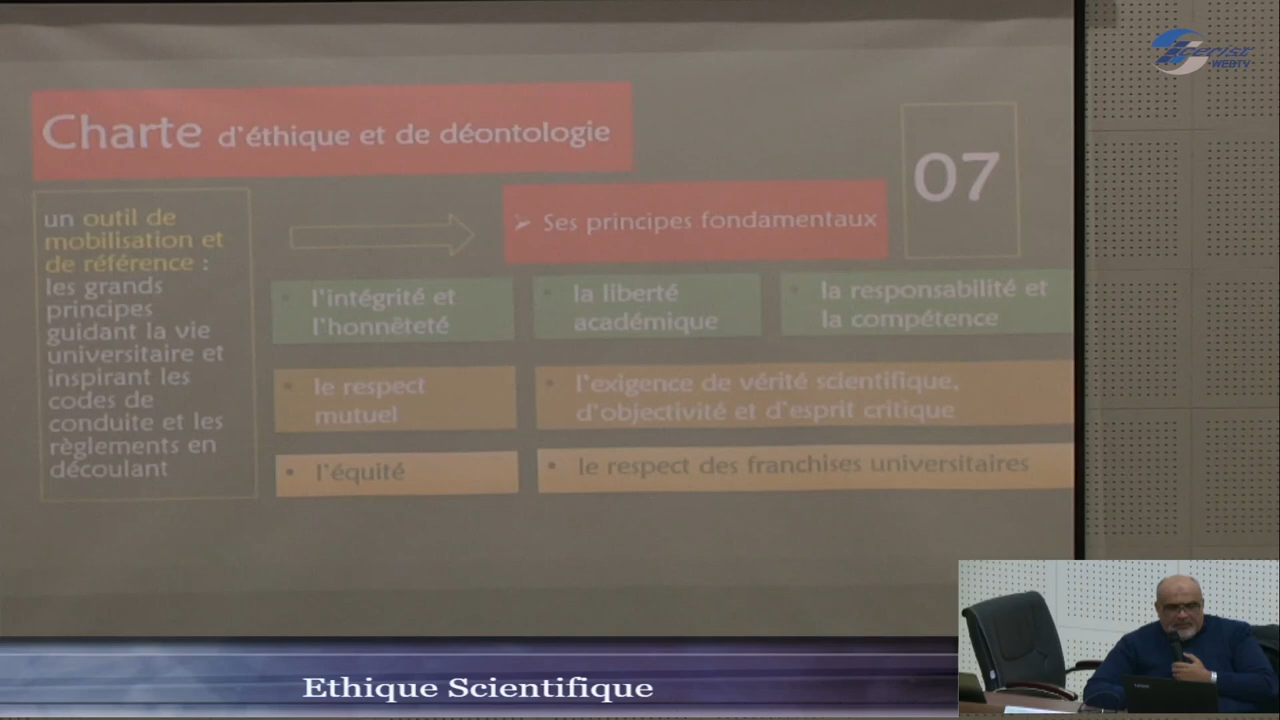 cerist
WEBTV
Charte d'éthique et de déontologie
07
un outil de
mobilisation et
de référence :
les grands
principes
guidant la vie
universitaire et
inspirant les
codes de
conduite et les
règlements en
découlant
➢ Ses principes fondamentaux
• l'intégrité et
l'honnêteté
• la liberté
académique
• la responsabilité et
la compétence
• le respect
mutuel
• l'exigence de vérité scientifique,
d'objectivité et d'esprit critique
• l'équité
• le respect des franchises universitaires
Ethique Scientifique